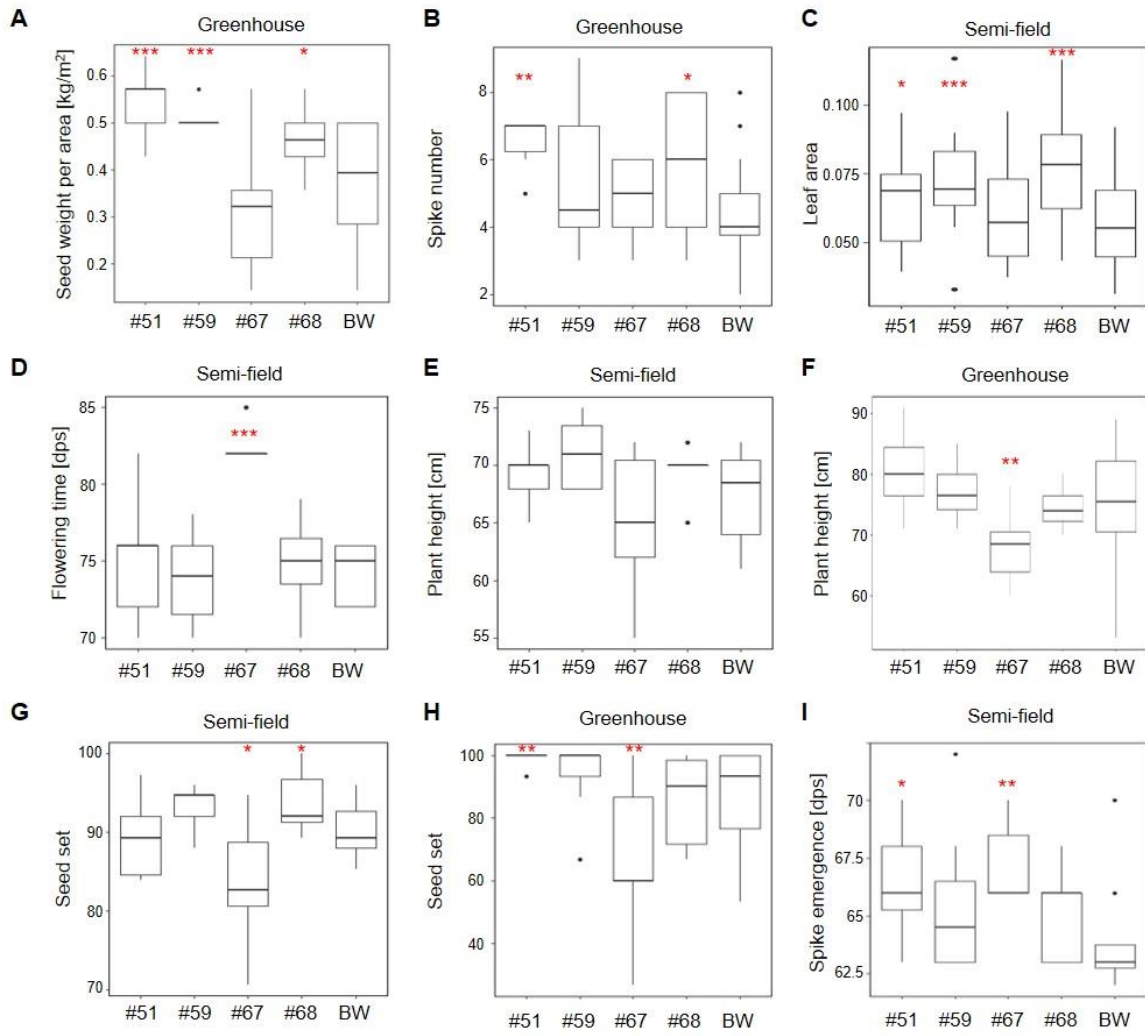 A
Greenhouse
Seed weight per area [kg/m²]
0.6
0.5
0.4
0.3
0.2
*** *** *
#51 #59 #67 #68 BW
B
Greenhouse
Spike number
8
6
4
2
** *
#51 #59 #67 #68 BW
C
Semi-field
Leaf area
0.100
0.075
0.050
* *** ***
#51 #59 #67 #68 BW
D
Semi-field
Flowering time [dps]
85
80
75
70
***
#51 #59 #67 #68 BW
E
Semi-field
Plant height [cm]
75
70
65
60
55
#51 #59 #67 #68 BW
F
Greenhouse
Plant height [cm]
90
80
70
60
**
#51 #59 #67 #68 BW
G
Semi-field
Seed set
100
90
80
70
* *
#51 #59 #67 #68 BW
H
Greenhouse
Seed set
100
80
60
40
** **
#51 #59 #67 #68 BW
I
Semi-field
Spike emergence [dps]
70
67.5
65
62.5
* **
#51 #59 #67 #68 BW